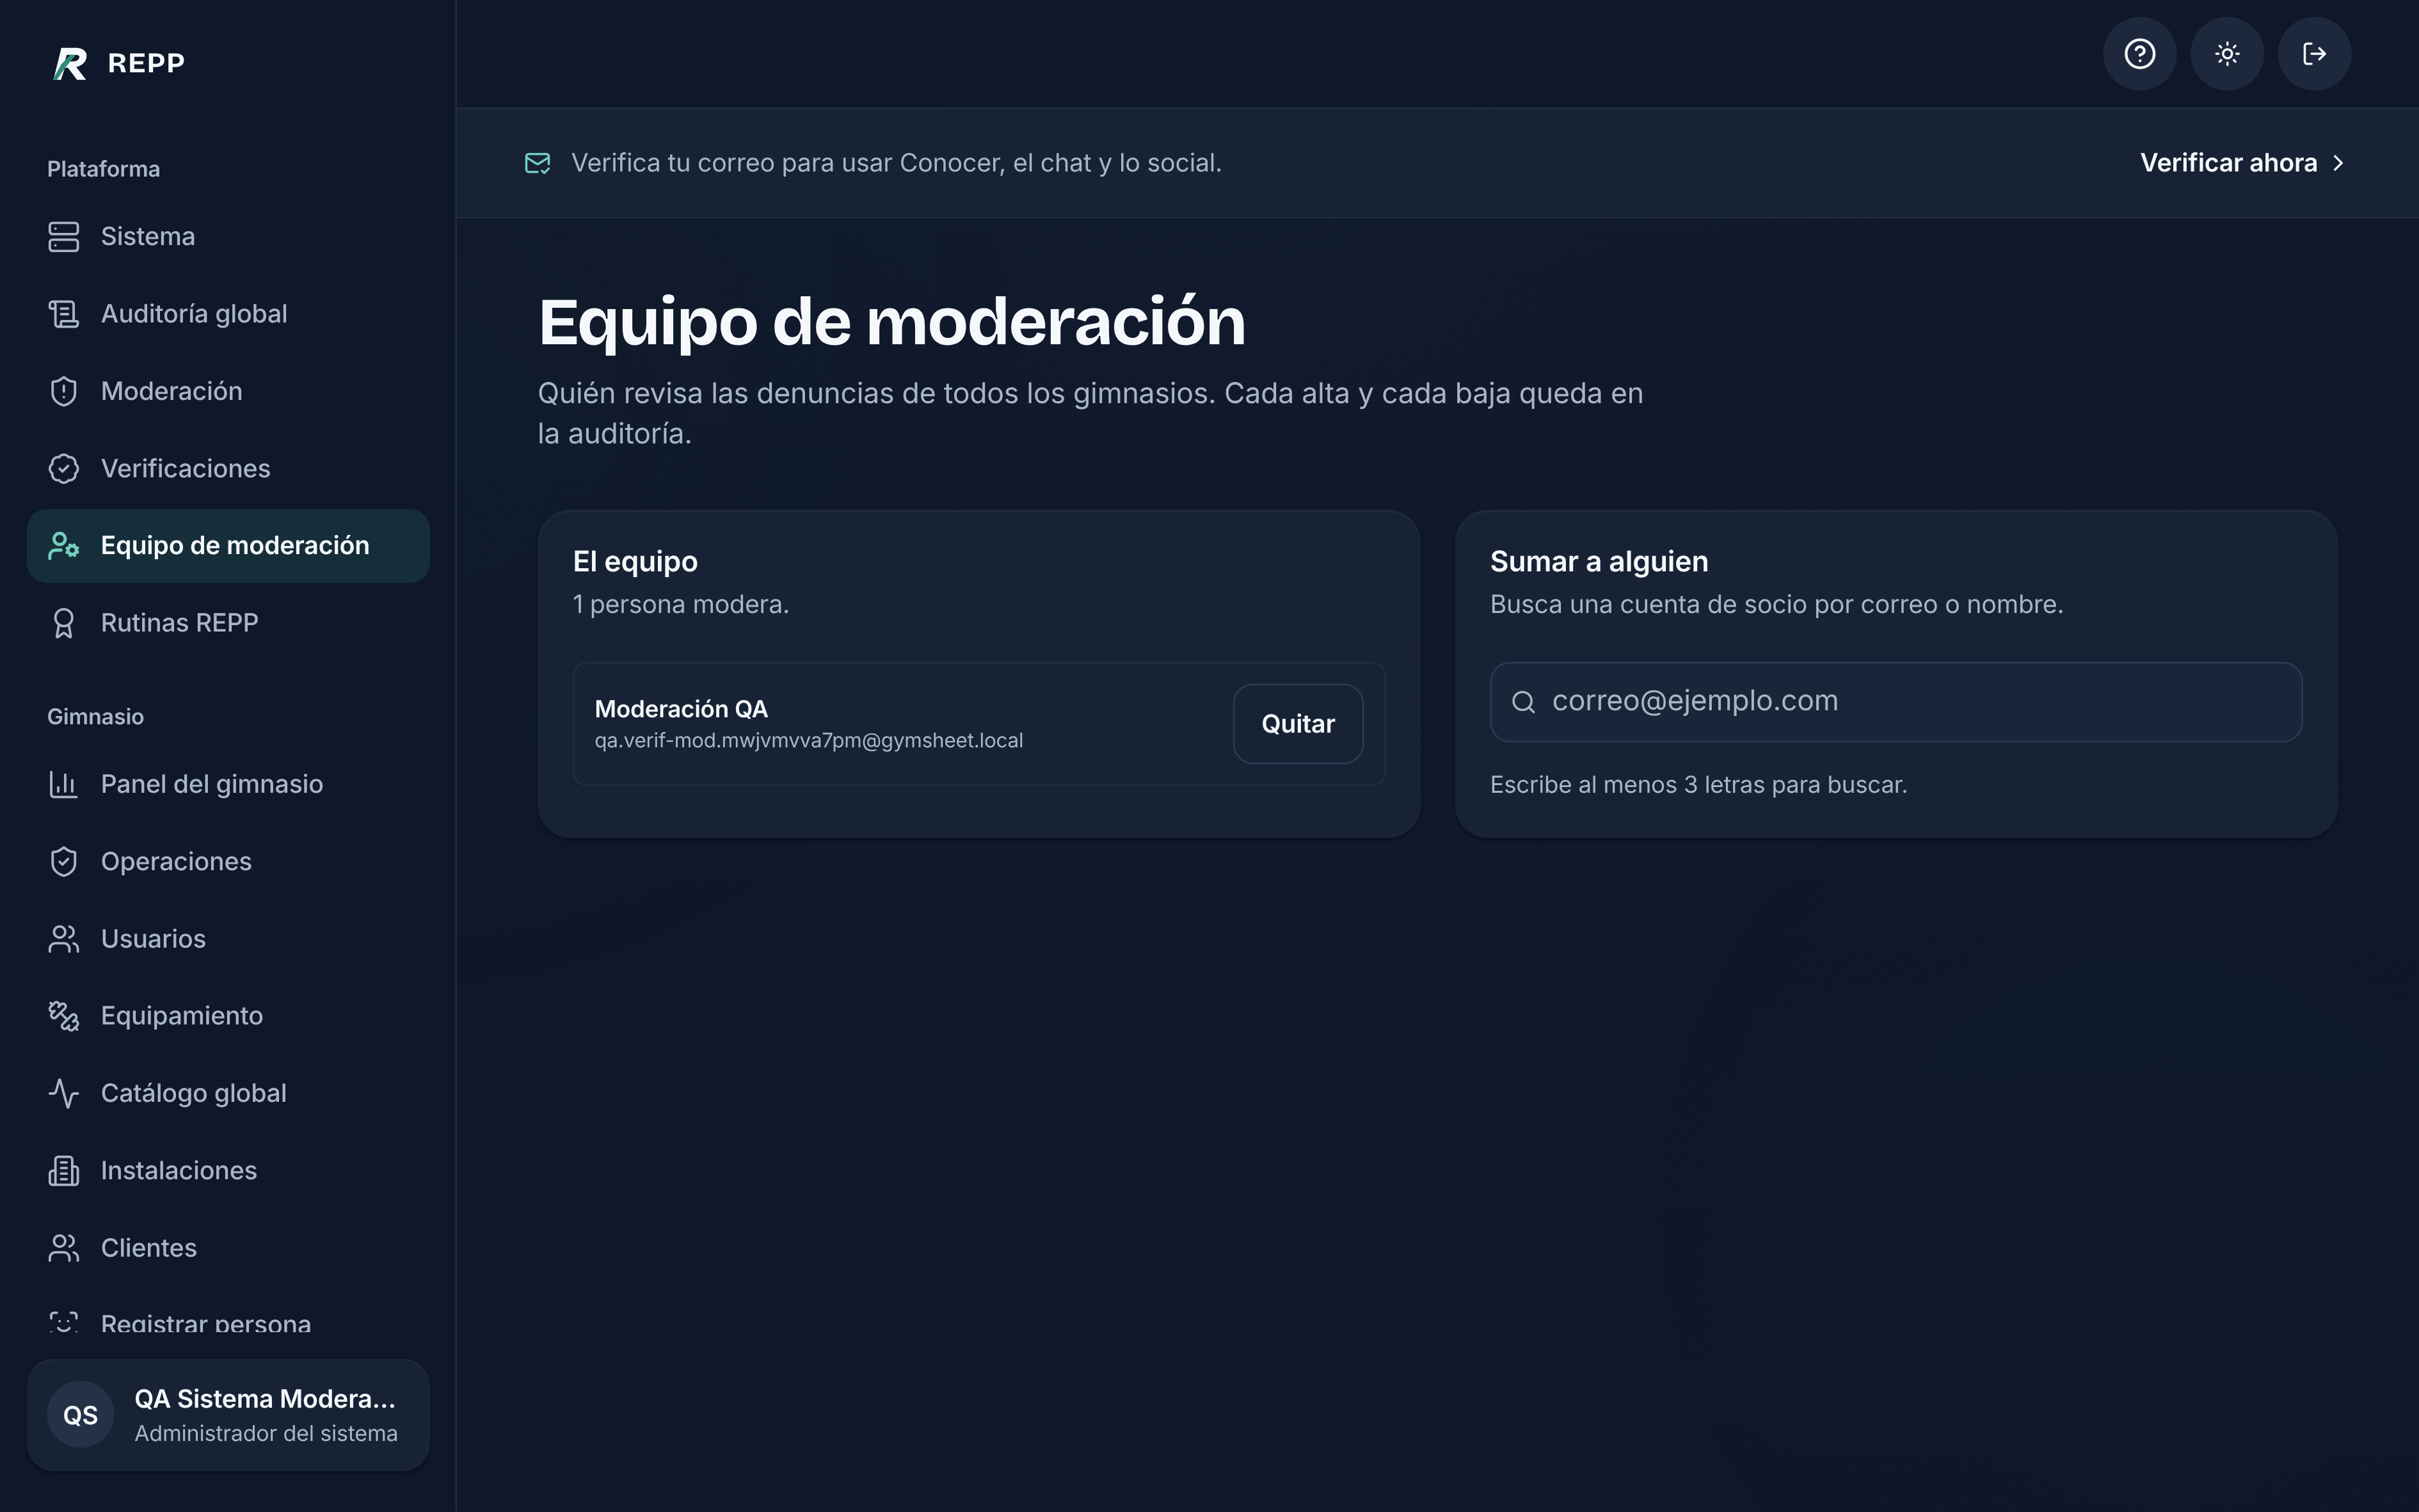 REPP
Plataforma
Sistema
Auditoría global
Moderación
Verificaciones
Equipo de moderación
Rutinas REPP
Gimnasio
Panel del gimnasio
Operaciones
Usuarios
Equipamiento
Catálogo global
Instalaciones
Clientes
Registrar persona
QS
QA Sistema Modera...
Administrador del sistema
Verifica tu correo para usar Conocer, el chat y lo social.
Verificar ahora
Equipo de moderación
Quién revisa las denuncias de todos los gimnasios. Cada alta y cada baja queda en
la auditoría.
El equipo
1 persona modera.
Moderación QA
qa.verif-mod.mwjvmvva7pm@gymsheet.local
Quitar
Sumar a alguien
Busca una cuenta de socio por correo o nombre.
correo@ejemplo.com
Escribe al menos 3 letras para buscar.